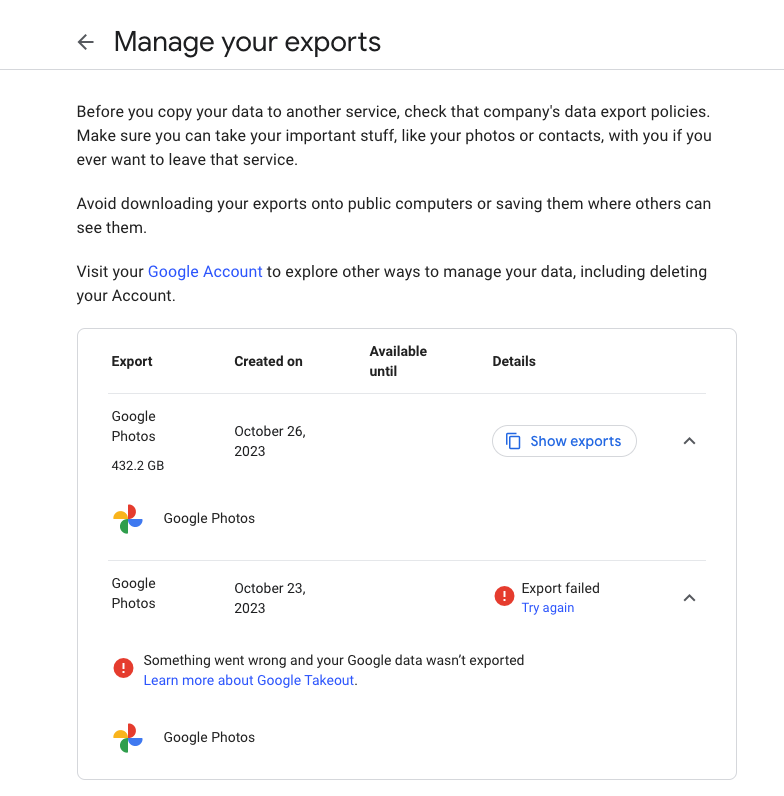 Manage your exports
Before you copy your data to another service, check that company's data export policies.
Make sure you can take your important stuff, like your photos or contacts, with you if you
ever want to leave that service.
Avoid downloading your exports onto public computers or saving them where others can
see them.
Visit your Google Account to explore other ways to manage your data, including deleting
your Account.
Export
Created on
Available
until
Details
Google
Photos
432.2 GB
October 26,
2023
Show exports
Google Photos
Google
Photos
October 23,
2023
Export failed
Try again
Something went wrong and your Google data wasn’t exported
Learn more about Google Takeout.
Google Photos